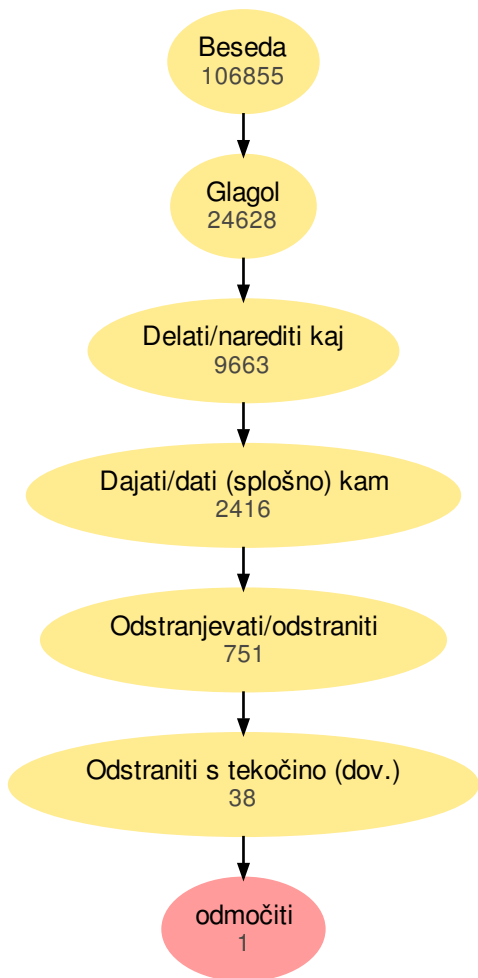 Beseda
106855
Glagol
24628
Delati/narediti kaj
9663
Dajati/dati (splošno) kam
2416
Odstranjevati/odstraniti
751
Odstraniti s tekočino (dov.)
38
odmočiti
1